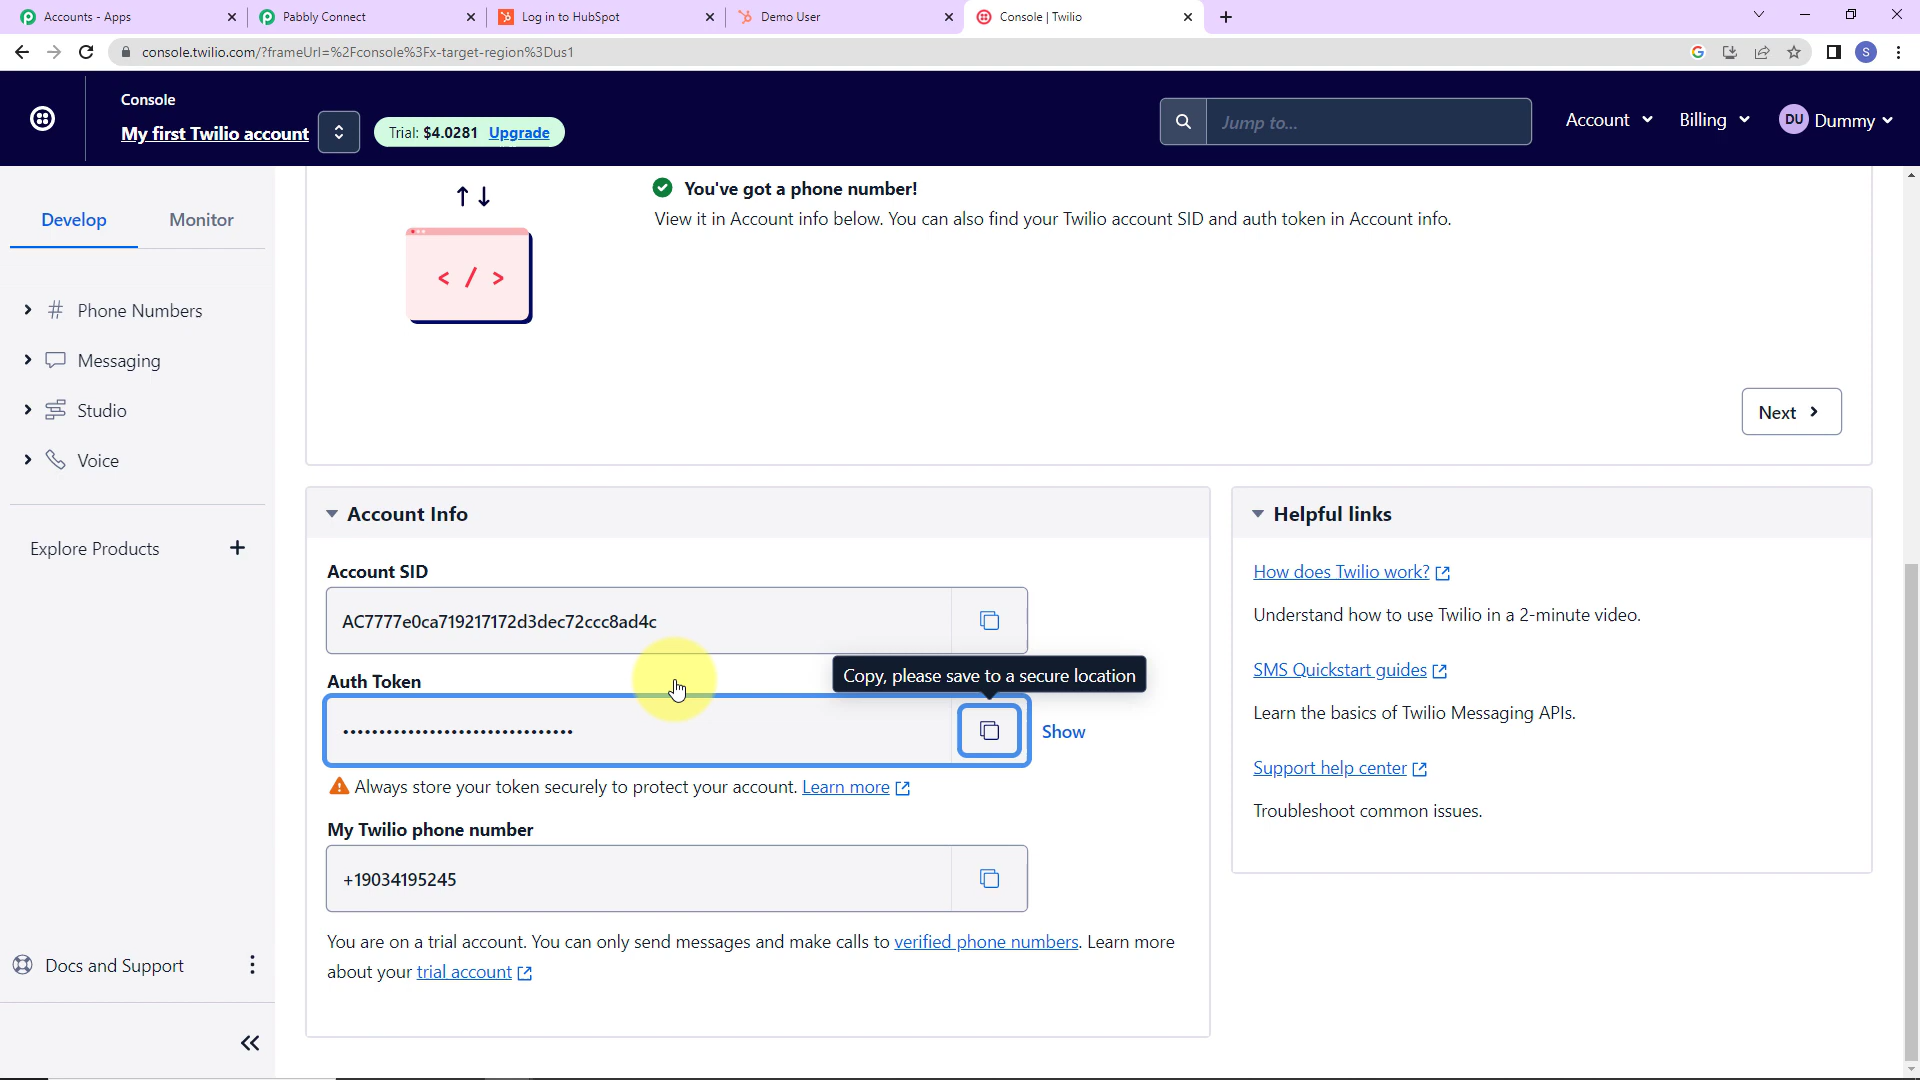 Accounts - Apps
Pabbly Connect
Log in to HubSpot
Demo User
Console | Twilio
console.twilio.com/?frameUrl=%2Fconsole%3Fx-target-region%3Dus1
S
Console
My first Twilio account
Trial: $4.0281 Upgrade
Jump to...
Account
Billing
DU Dummy
Develop
Monitor
# Phone Numbers
Messaging
Studio
Voice
Explore Products +
Docs and Support
You've got a phone number!
View it in Account info below. You can also find your Twilio account SID and auth token in Account info.
< / >
Next
Account Info
Account SID
AC7777e0ca719217172d3dec72ccc8ad4c
Copy, please save to a secure location
Auth Token
••••••••••••••••••••••••••••••••
Show
Always store your token securely to protect your account. Learn more
My Twilio phone number
+19034195245
You are on a trial account. You can only send messages and make calls to verified phone numbers. Learn more
about your trial account
Helpful links
How does Twilio work?
Understand how to use Twilio in a 2-minute video.
SMS Quickstart guides
Learn the basics of Twilio Messaging APIs.
Support help center
Troubleshoot common issues.